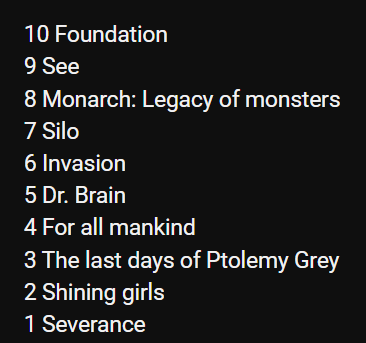 10 Foundation
9 See
8 Monarch: Legacy of monsters
7 Silo
6 Invasion
5 Dr. Brain
4 For all mankind
3 The last days of Ptolemy Grey
2 Shining girls
1 Severance